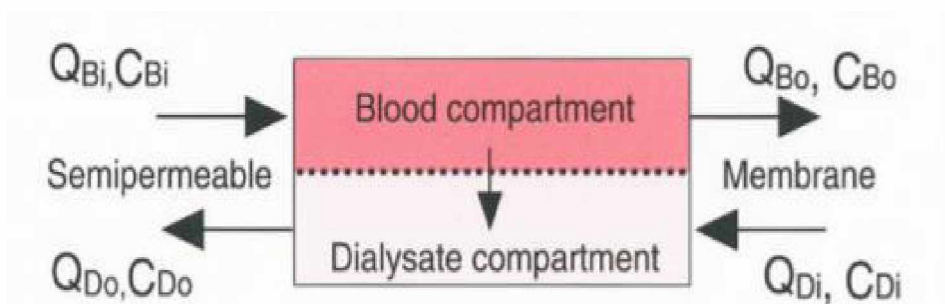 QBi,CBi
QBo, CBo
Blood compartment
Semipermeable
Membrane
Dialysate compartment
QDo,CDo
QDi, CDi